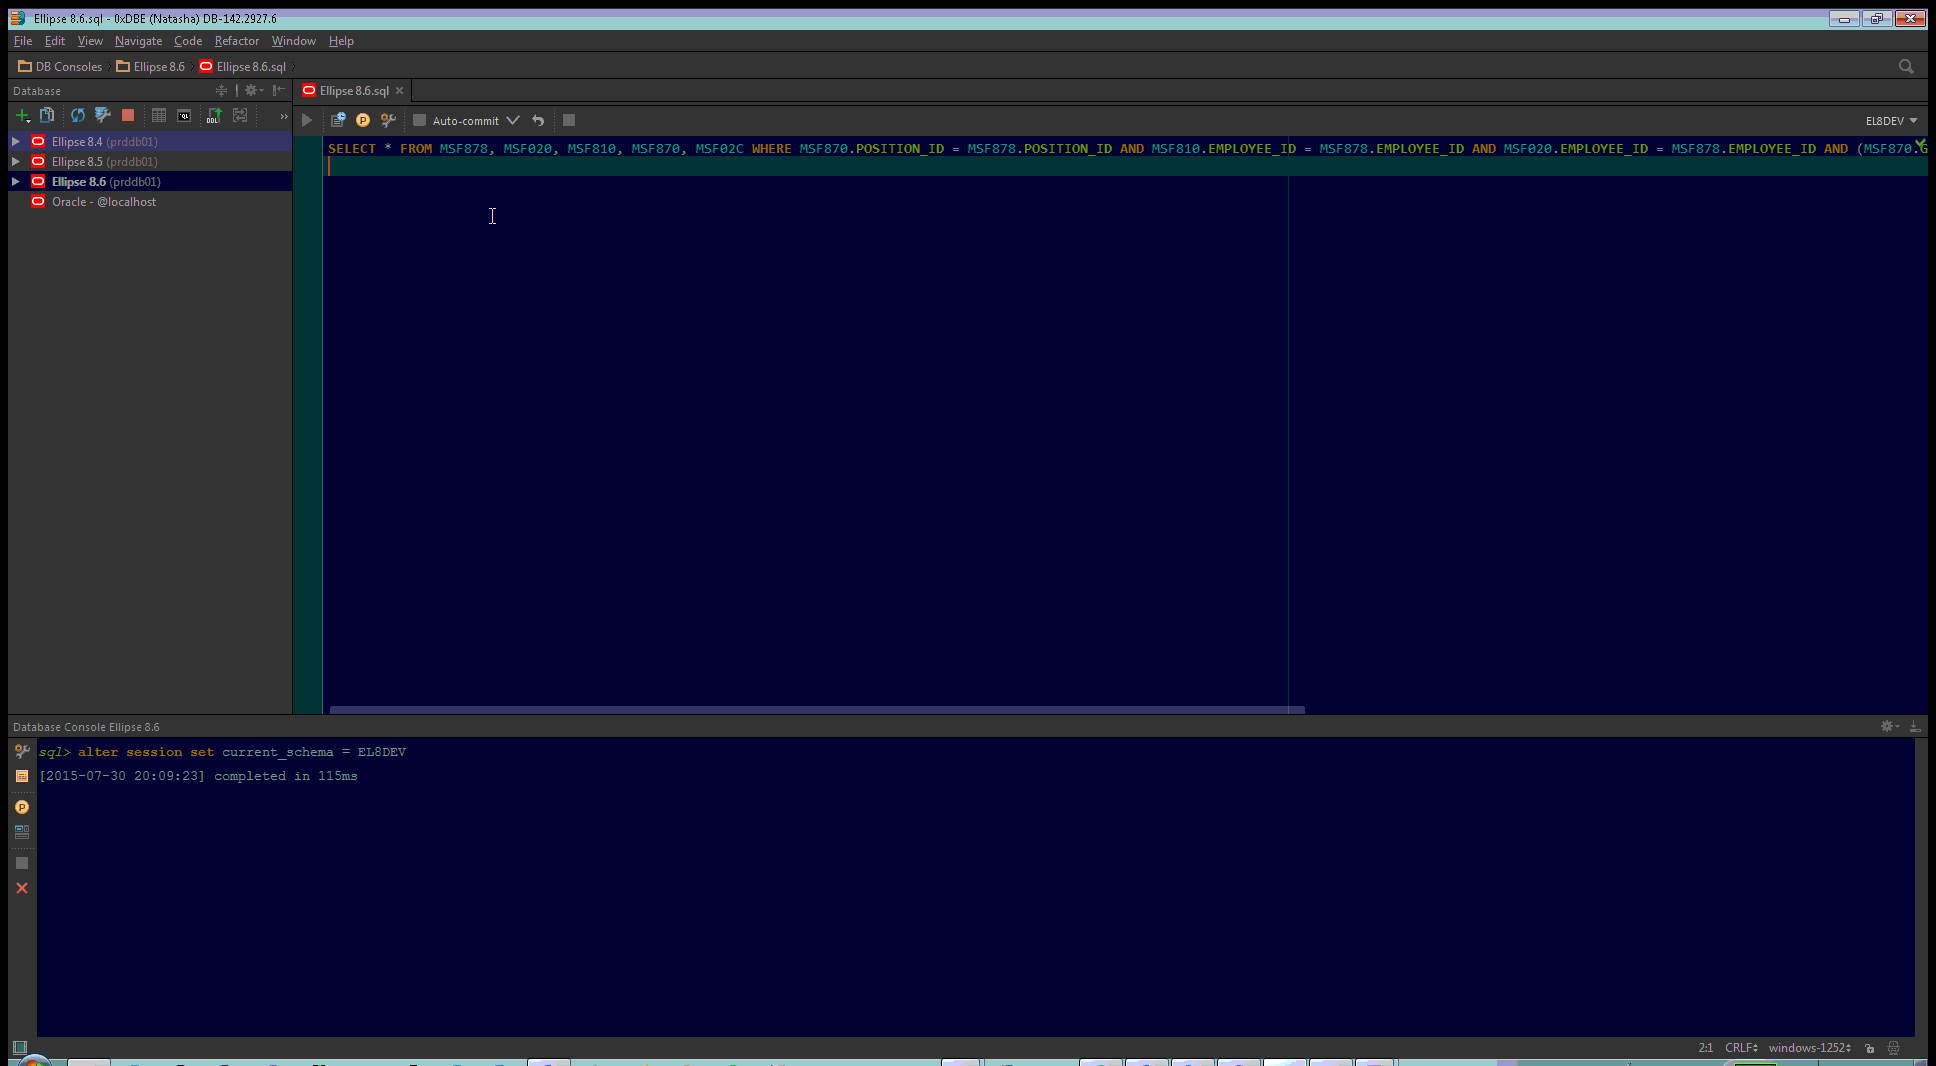 Ellipse 8.6.sql - 0xDBE (Natasha) DB-142.2927.6
File Edit View Navigate Code Refactor Window Help
DB Consoles Ellipse 8.6 Ellipse 8.6.sql
Database
Ellipse 8.6.sql
Auto-commit
EL8DEV
Ellipse 8.4 (prddb01)
Ellipse 8.5 (prddb01)
Ellipse 8.6 (prddb01)
Oracle - @localhost
SELECT * FROM MSF878, MSF020, MSF810, MSF870, MSF02C WHERE MSF870.POSITION_ID = MSF878.POSITION_ID AND MSF810.EMPLOYEE_ID = MSF878.EMPLOYEE_ID AND MSF020.EMPLOYEE_ID = MSF878.EMPLOYEE_ID AND (MSF870.G
Database Console Ellipse 8.6
sql> alter session set current_schema = EL8DEV
[2015-07-30 20:09:23] completed in 115ms
2:1 CRLF windows-1252